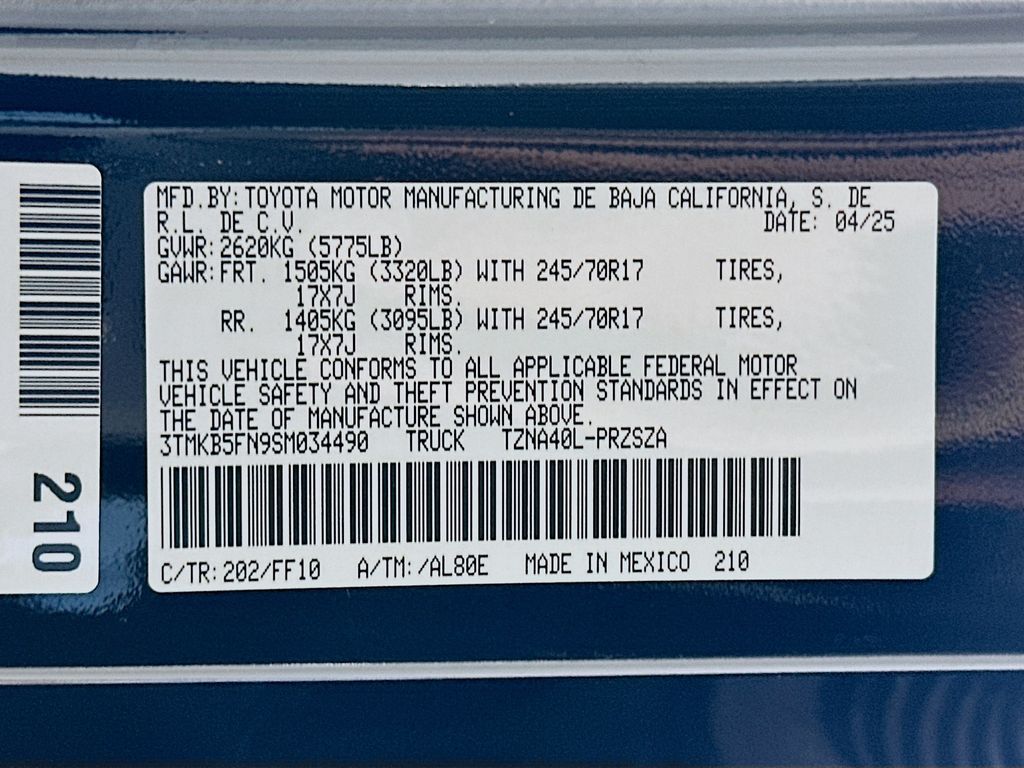 MFD.BY:TOYOTA MOTOR MANUFACTURING DE BAJA CALIFORNIA, S. DE
R.L. DE C.V. DATE: 04/25
GVWR:2620KG (5775LB)
GAWR:FRT. 1505KG (3320LB) WITH 245/70R17 TIRES,
17X7J RIMS.
RR. 1405KG (3095LB) WITH 245/70R17 TIRES,
17X7J RIMS.
THIS VEHICLE CONFORMS TO ALL APPLICABLE FEDERAL MOTOR
VEHICLE SAFETY AND THEFT PREVENTION STANDARDS IN EFFECT ON
THE DATE OF MANUFACTURE SHOWN ABOVE.
3TMKB5FN9SM034490 TRUCK TZNA40L-PRZSZA
C/TR:202/FF10 A/TM:/AL80E MADE IN MEXICO 210
210